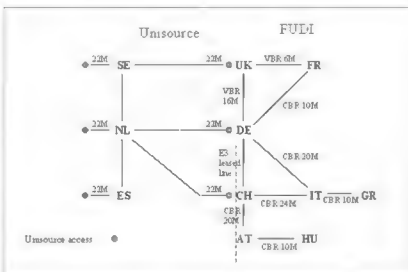 Unisource FUDI
22M SE 22M UK VBR 6M FR
VBR
16M
CBR 10M
22M NL 22M DE
E3
leased
line
CBR 20M
22M ES 22M CH CBR 24M IT CBR 10M GR
CBR
20M
Unisource access
AT CBR 10M HU